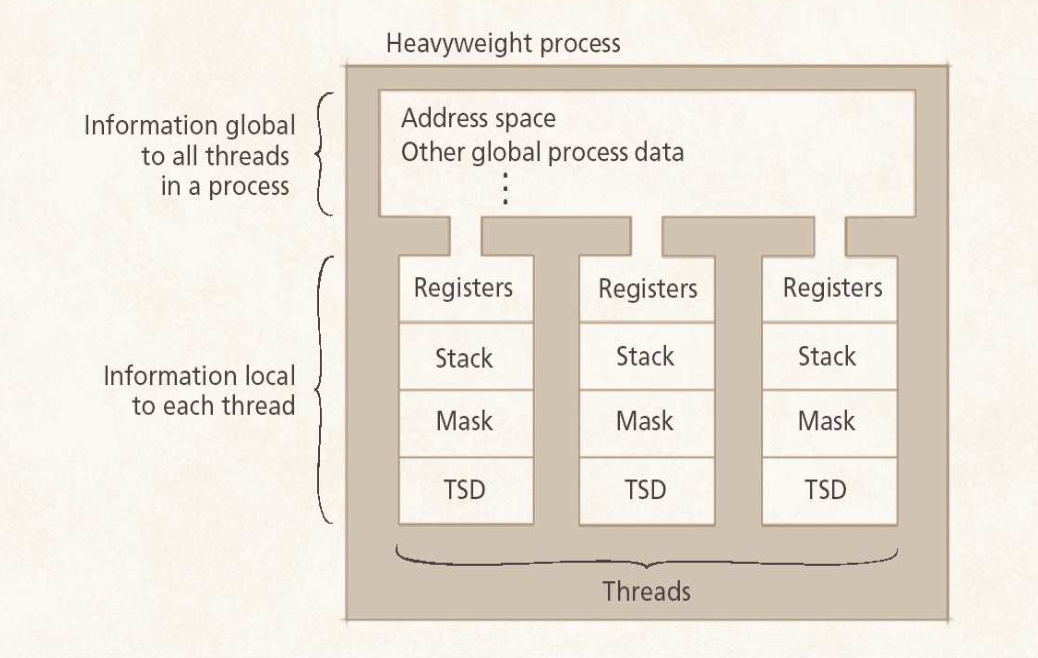 Heavyweight process
Information global
to all threads
in a process
Address space
Other global process data
⋮
Information local
to each thread
Registers
Registers
Registers
Stack
Stack
Stack
Mask
Mask
Mask
TSD
TSD
TSD
Threads